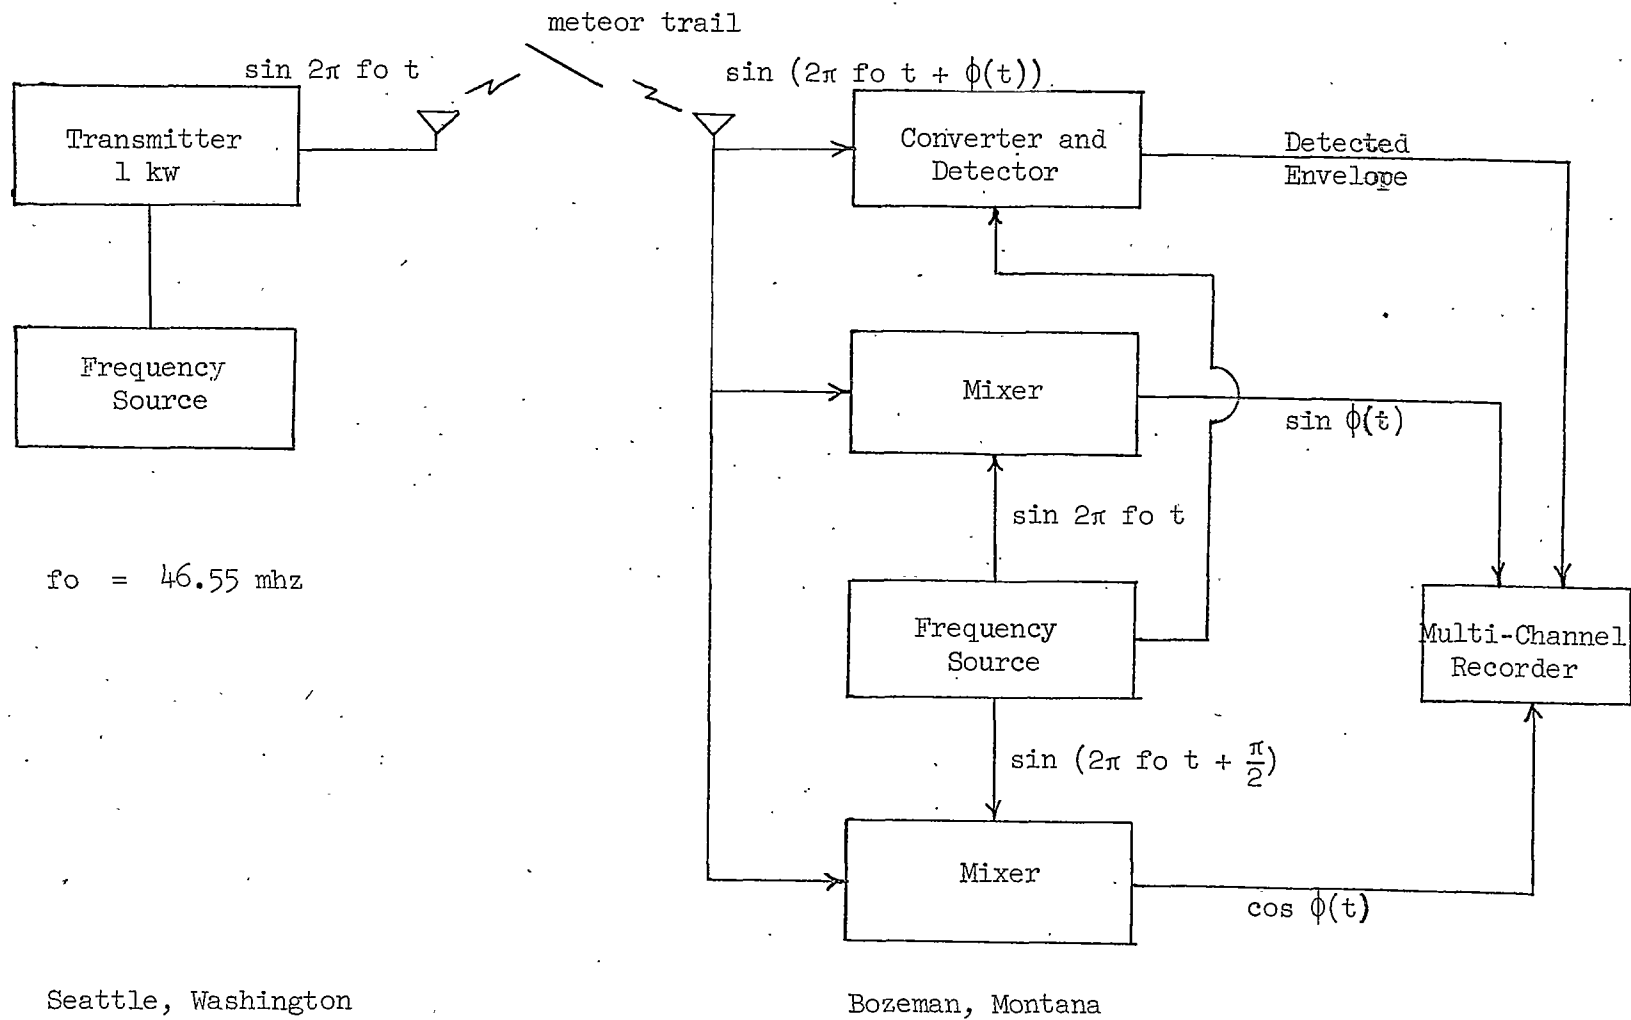 meteor trail
sin 2π fo t
sin (2π fo t + ϕ(t))
Transmitter
1 kw
Converter and
Detector
Detected
Envelope
Frequency
Source
Mixer
sin ϕ(t)
sin 2π fo t
fo = 46.55 mhz
Frequency
Source
Multi-Channel
Recorder
sin (2π fo t + π/2)
Mixer
cos ϕ(t)
Seattle, Washington
Bozeman, Montana